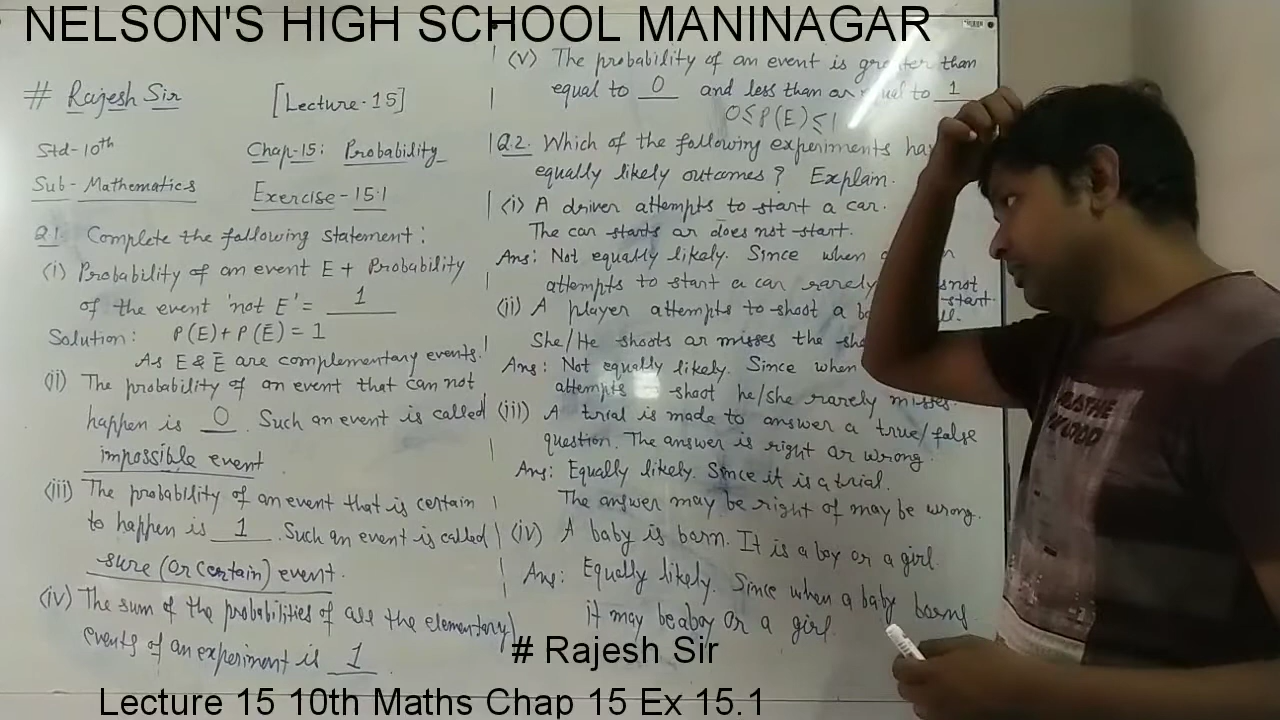 NELSON'S HIGH SCHOOL MANINAGAR
# Rajesh Sir [Lecture-15]
Std-10th Chap-15: Probability
Sub- Mathematics Exercise-15.1
Q.1. Complete the following statement:
(i) Probability of an event E + Probability
of the event 'not E' = 1
Solution: P(E)+P(E̅)=1
As E & E̅ are complementary events.
(ii) The probability of an event that can not
happen is 0. Such an event is called
impossible event
(iii) The probability of an event that is certain
to happen is 1. Such an event is called
sure (or certain) event.
(iv) The sum of the probabilities of all the elementary
events of an experiment is 1.
(v) The probability of an event is greater than
equal to 0 and less than or equal to 1
0≤P(E)≤1
Q.2. Which of the following experiments
equally likely outcomes? Explain.
(i) A driver attempts to start a car.
The car starts or does not start.
Ans: Not equally likely. Since when
attempts to start a car rarely not
start.
(ii) A player attempts to shoot a
She/He shoots or misses the
Ans: Not equally likely. Since when
attempts to shoot he/she rarely misses.
(iii) A trial is made to answer a true/false
question. The answer is right or wrong.
Ans: Equally likely. Since it is a trial.
The answer may be right of may be wrong.
(iv) A baby is born. It is a boy or a girl.
Ans: Equally likely. Since when a baby borns
it may be a boy or a girl.
# Rajesh Sir
Lecture 15 10th Maths Chap 15 Ex 15.1